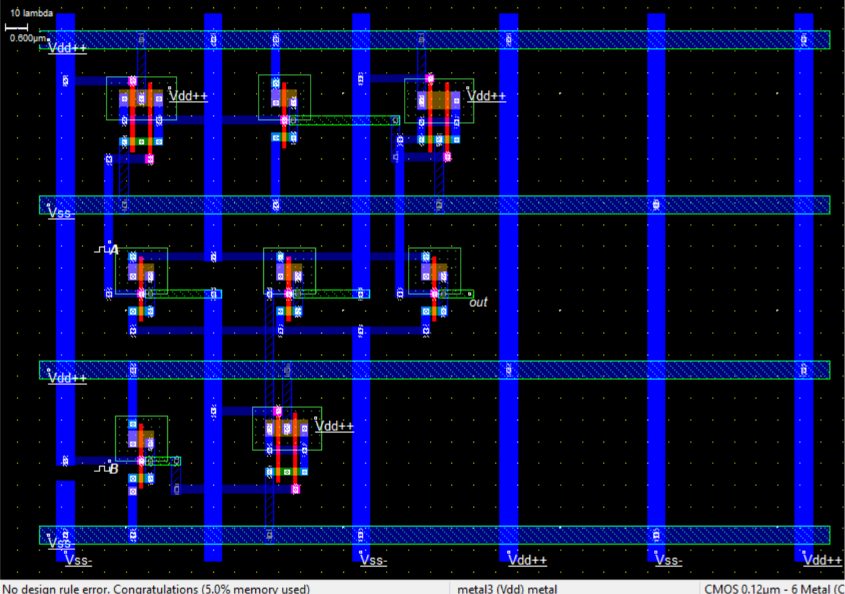 10 lambda
0.600µm
Vdd++
Vdd++
Vdd++
Vss-
A
out
Vdd++
Vdd++
B
Vss-
Vss-
Vss-
Vdd++
Vss-
Vdd++
No design rule error. Congratulations (5.0% memory used)
metal3 (Vdd) metal
CMOS 0.12µm - 6 Metal (C